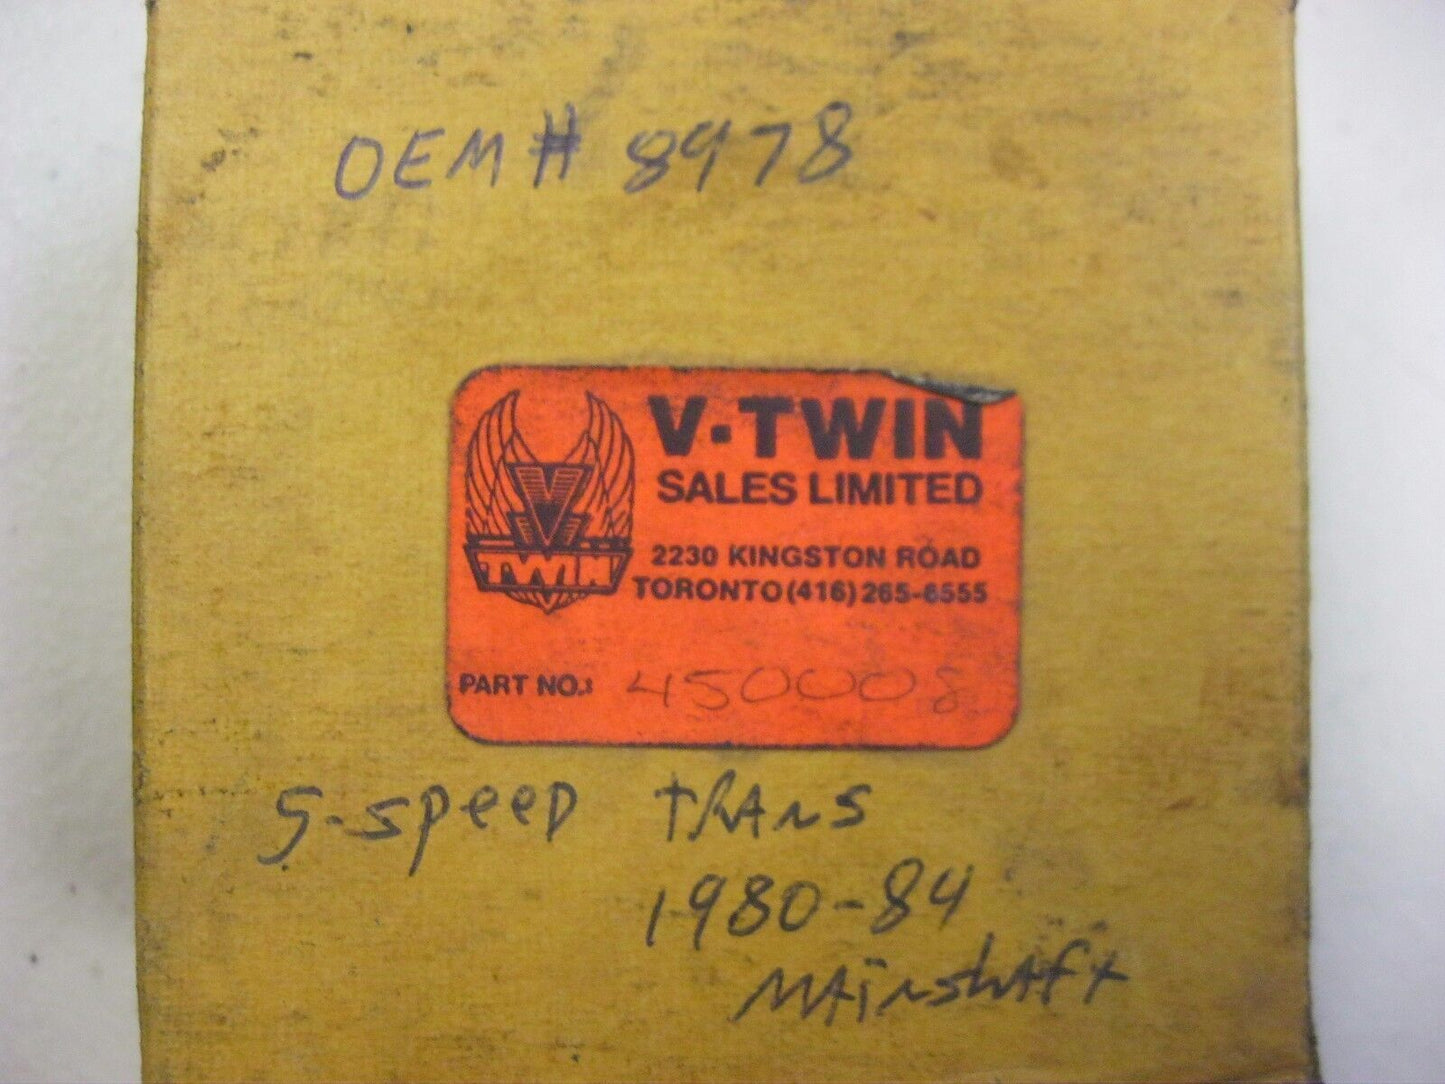 OEM # 8978
V
TWIN
V·TWIN
SALES LIMITED
2230 KINGSTON ROAD
TORONTO (416) 265-6555
PART NO.: 450008
5-speed trans
1980-84
mainshaft